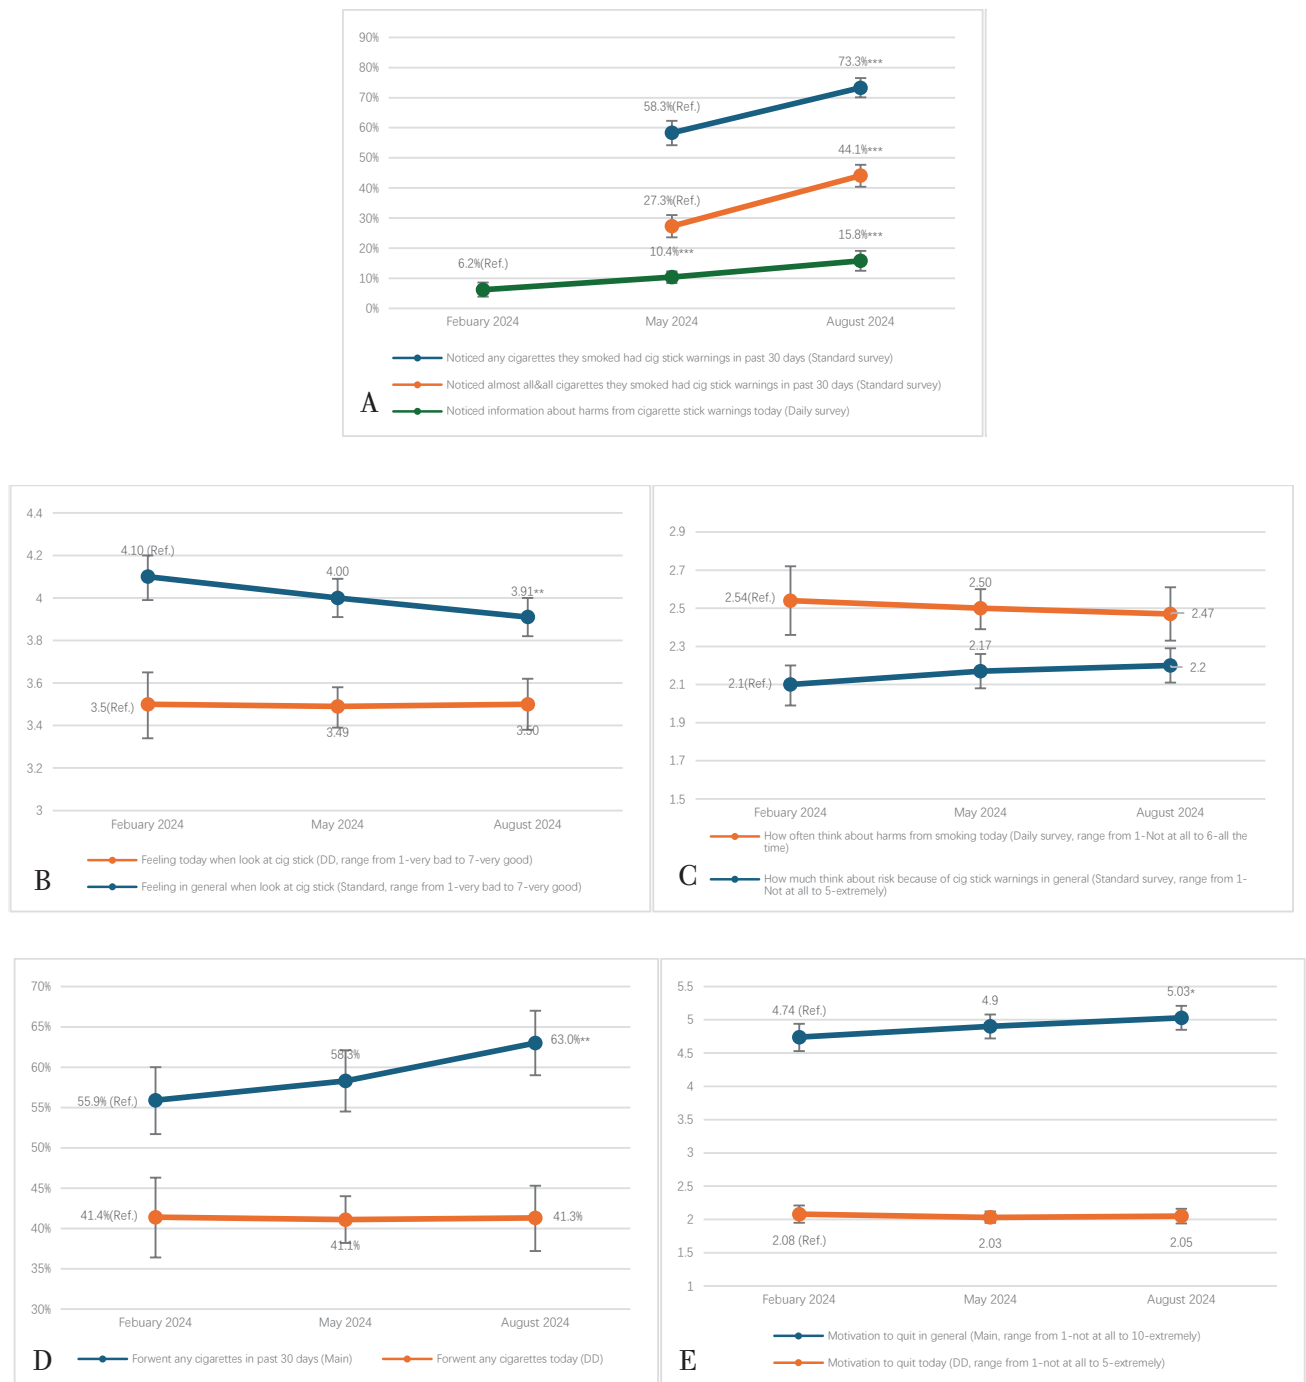 90%
80%
70%
60%
50%
40%
30%
20%
10%
0%
73.3%***
58.3%(Ref.)
44.1%***
27.3%(Ref.)
15.8%***
10.4%***
6.2%(Ref.)
Febuary 2024 May 2024 August 2024
Noticed any cigarettes they smoked had cig stick warnings in past 30 days (Standard survey)
Noticed almost all&all cigarettes they smoked had cig stick warnings in past 30 days (Standard survey)
Noticed information about harms from cigarette stick warnings today (Daily survey)
A
4.4
4.2
4
3.8
3.6
3.4
3.2
3
4.10 (Ref.)
4.00
3.91**
3.5(Ref.)
3.49
3.50
Febuary 2024 May 2024 August 2024
Feeling today when look at cig stick (DD, range from 1-very bad to 7-very good)
Feeling in general when look at cig stick (Standard, range from 1-very bad to 7-very good)
B
2.9
2.7
2.5
2.3
2.1
1.9
1.7
1.5
2.54(Ref.)
2.50
2.47
2.1(Ref.)
2.17
2.2
Febuary 2024 May 2024 August 2024
How often think about harms from smoking today (Daily survey, range from 1-Not at all to 6-all the
time)
How much think about risk because of cig stick warnings in general (Standard survey, range from 1-
Not at all to 5-extremely)
C
70%
65%
60%
55%
50%
45%
40%
35%
30%
55.9% (Ref.)
58.3%
63.0%**
41.4%(Ref.)
41.1%
41.3%
Febuary 2024 May 2024 August 2024
Forwent any cigarettes in past 30 days (Main) Forwent any cigarettes today (DD)
D
5.5
5
4.5
4
3.5
3
2.5
2
1.5
1
4.74 (Ref.)
4.9
5.03*
2.08 (Ref.)
2.03
2.05
Febuary 2024 May 2024 August 2024
Motivation to quit in general (Main, range from 1-not at all to 10-extremely)
Motivation to quit today (DD, range from 1-not at all to 5-extremely)
E